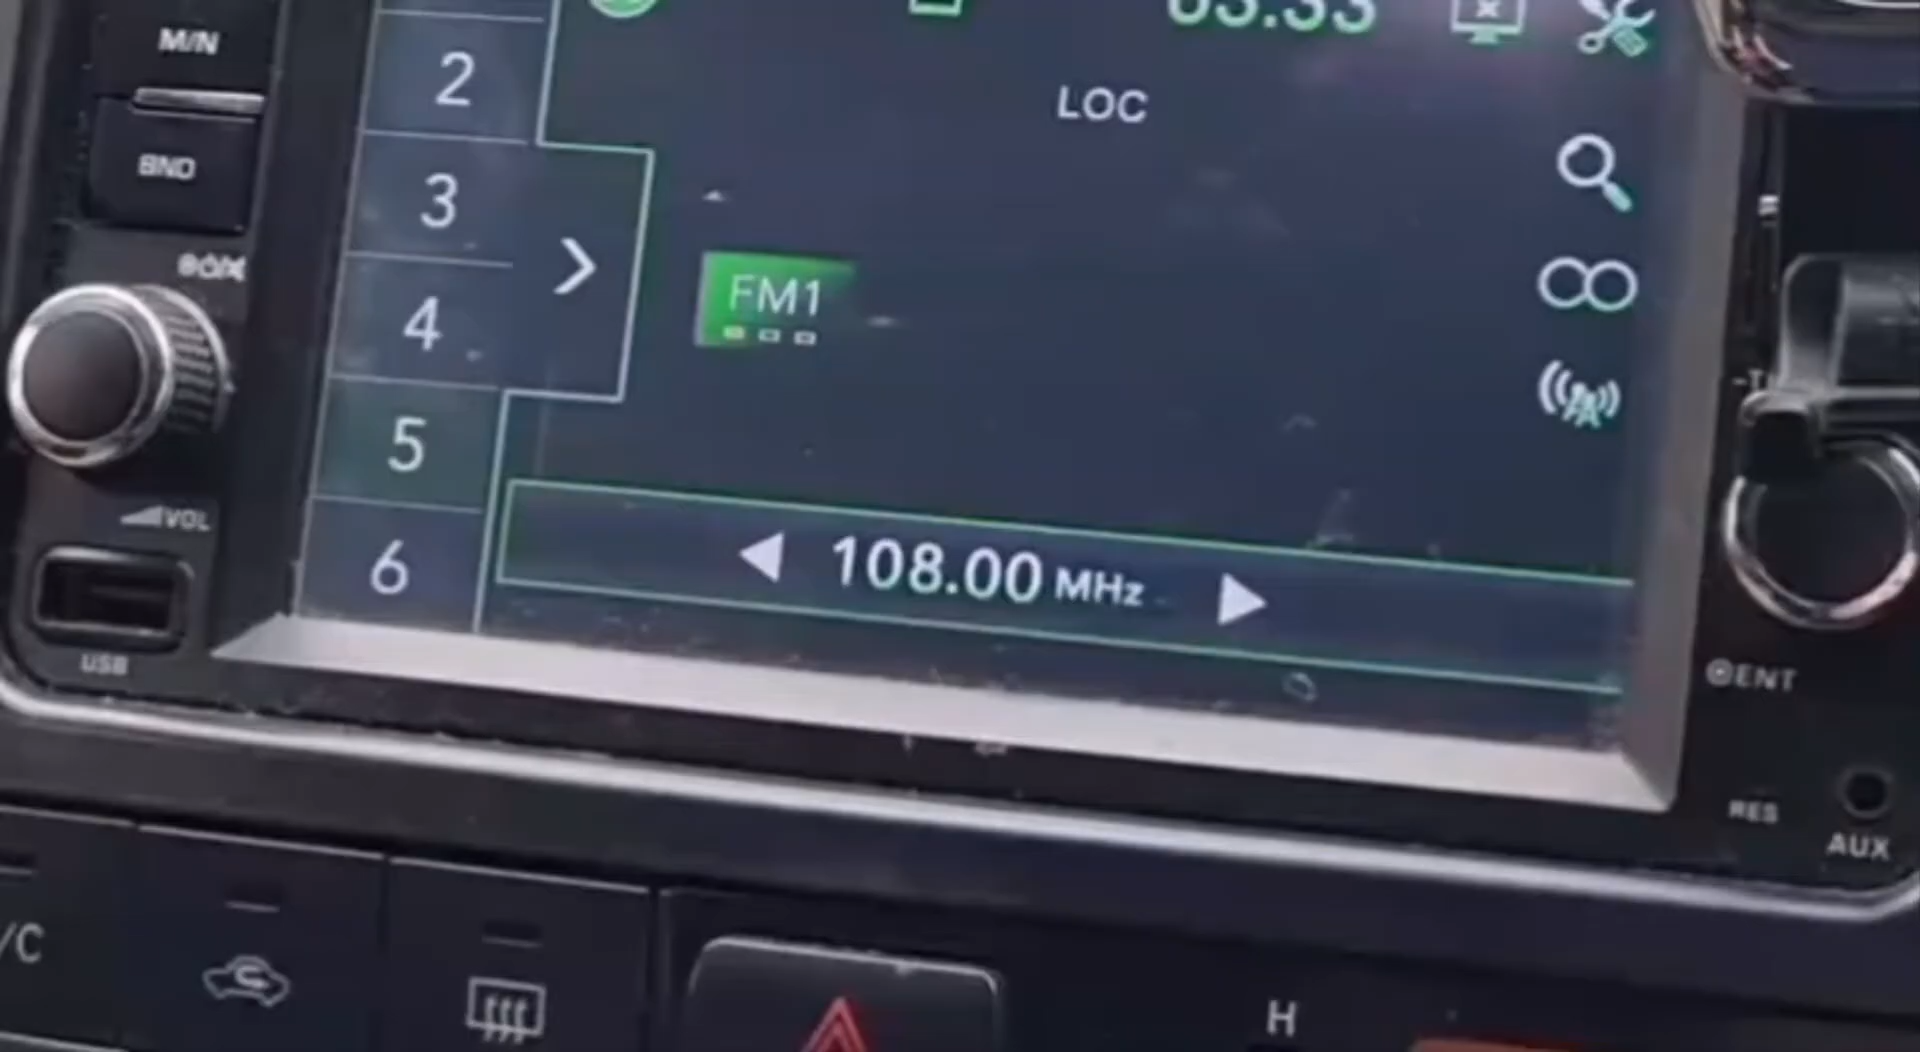 M/N
BND
VOL
USB
2
3
4
5
6
LOC
FM1
108.00 MHz
ENT
RES
AUX
/C
H